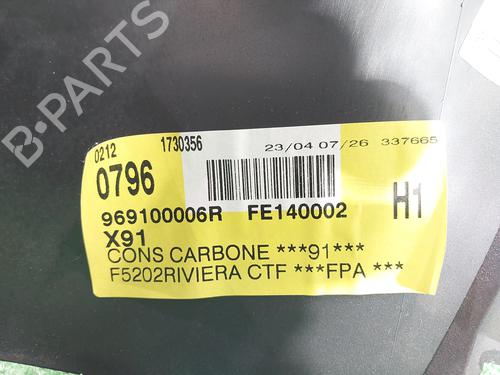 B-PARTS
0212 1730356 23/04 07/26 337665
0796
969100006R FE140002 H1
X91
CONS CARBONE ***91***
F5202RIVIERA CTF ***FPA ***